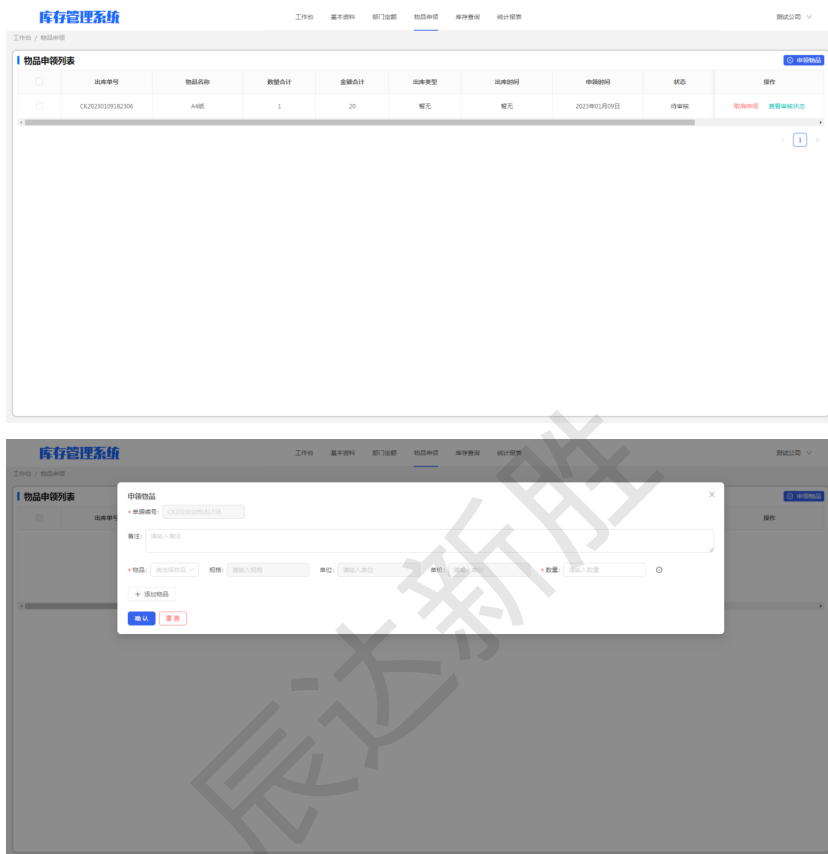 库存管理系统 工作台 基本资料 部门定额 物品申领 库存查询 统计报表 测试公司
工作台 / 物品申领
物品申领列表 申领物品
出库单号 物品名称 数量合计 金额合计 出库类型 出库时间 申领时间 状态 操作
CK20230109182306 A4纸 1 20 暂无 暂无 2023年01月09日 待审核 取消申领 查看审核状态
1
库存管理系统 工作台 基本资料 部门定额 物品申领 库存查询 统计报表 测试公司
工作台 / 物品申领
物品申领列表 申领物品
出库单号 操作
申领物品
* 单据编号:
备注: 请输入备注
* 物品: 请选择物品 规格: 请输入规格 单位: 请输入单位 单价: * 数量: 请输入数量
+ 添加物品
确认 重置
辰达新胜